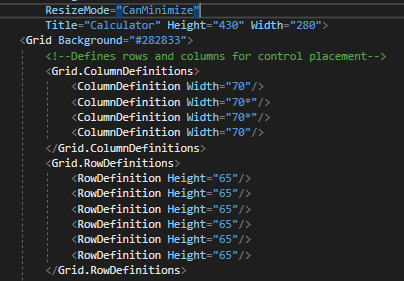 ResizeMode="CanMinimize"
Title="Calculator" Height="430" Width="280">
<Grid Background="#282833">
<!--Defines rows and columns for control placement-->
<Grid.ColumnDefinitions>
<ColumnDefinition Width="70"/>
<ColumnDefinition Width="70*"/>
<ColumnDefinition Width="70*"/>
<ColumnDefinition Width="70"/>
</Grid.ColumnDefinitions>
<Grid.RowDefinitions>
<RowDefinition Height="65"/>
<RowDefinition Height="65"/>
<RowDefinition Height="65"/>
<RowDefinition Height="65"/>
<RowDefinition Height="65"/>
<RowDefinition Height="65"/>
</Grid.RowDefinitions>